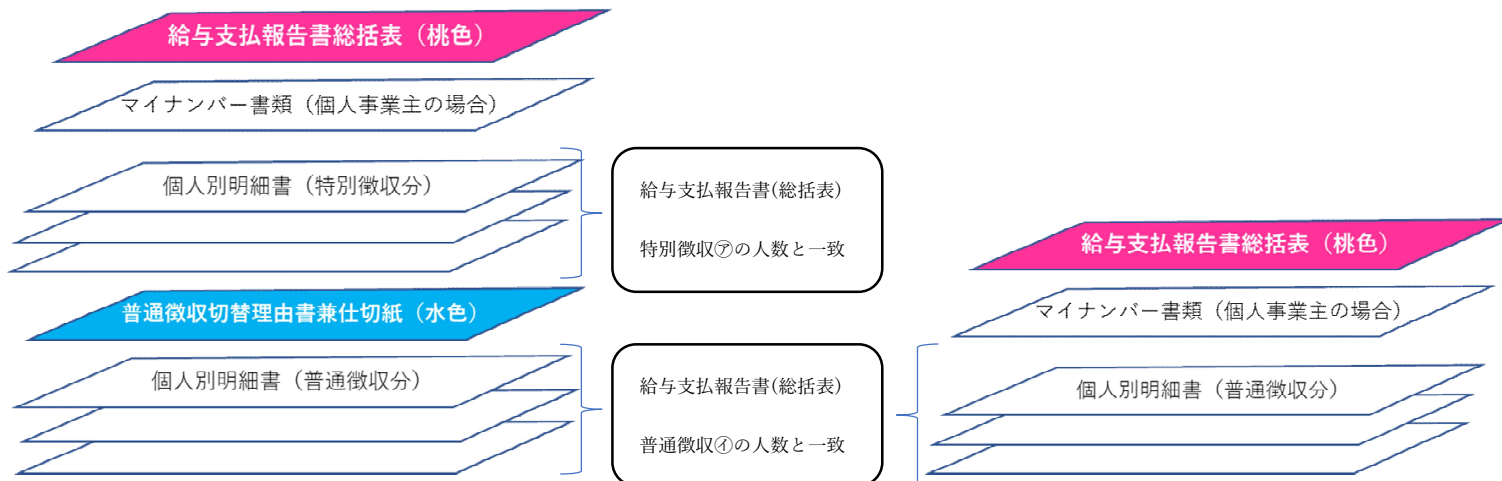 給与支払報告書総括表（桃色）
マイナンバー書類（個人事業主の場合）
個人別明細書（特別徴収分）
給与支払報告書(総括表)
特別徴収㋐の人数と一致
普通徴収切替理由書兼仕切紙（水色）
個人別明細書（普通徴収分）
給与支払報告書(総括表)
普通徴収㋑の人数と一致
給与支払報告書総括表（桃色）
マイナンバー書類（個人事業主の場合）
個人別明細書（普通徴収分）